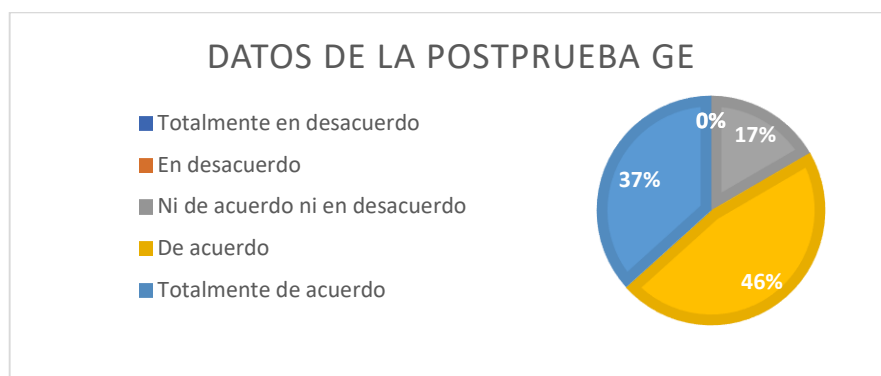 DATOS DE LA POSTPRUEBA GE
Totalmente en desacuerdo
En desacuerdo
Ni de acuerdo ni en desacuerdo
De acuerdo
Totalmente de acuerdo
0%
17%
37%
46%